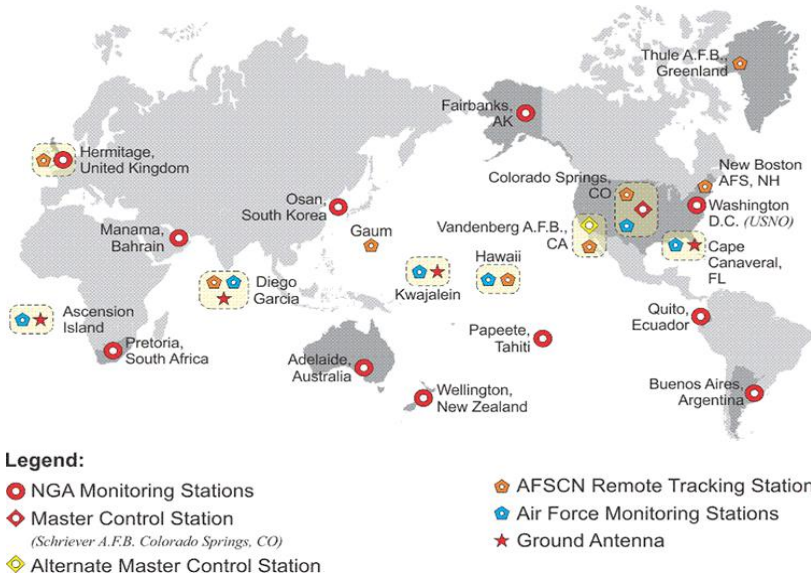 Thule A.F.B.,
Greenland
Fairbanks,
AK
Hermitage,
United Kingdom
New Boston
AFS, NH
Colorado Springs,
CO
Osan,
South Korea
Washington
D.C. (USNO)
Manama,
Bahrain
Gaum
Vandenberg A.F.B.,
CA
Hawaii
Cape
Canaveral,
FL
Diego
Garcia
Kwajalein
Ascension
Island
Quito,
Ecuador
Papeete,
Tahiti
Pretoria,
South Africa
Adelaide,
Australia
Wellington,
New Zealand
Buenos Aires,
Argentina
Legend:
NGA Monitoring Stations
Master Control Station
(Schriever A.F.B. Colorado Springs, CO)
Alternate Master Control Station
AFSCN Remote Tracking Station
Air Force Monitoring Stations
Ground Antenna